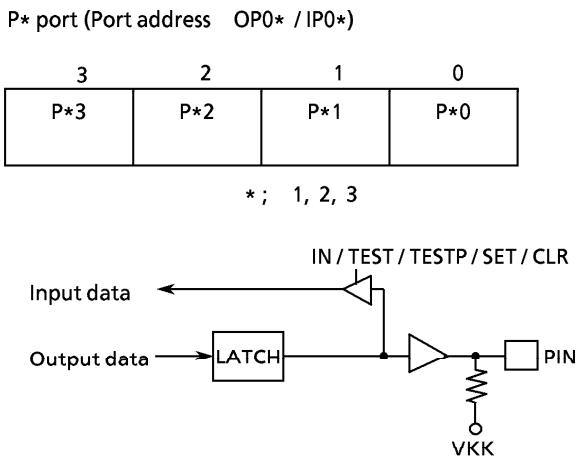 P* port (Port address OP0* / IP0*)
3 2 1 0
P*3 P*2 P*1 P*0
* ; 1, 2, 3
IN / TEST / TESTP / SET / CLR
Input data
Output data
LATCH
PIN
VKK